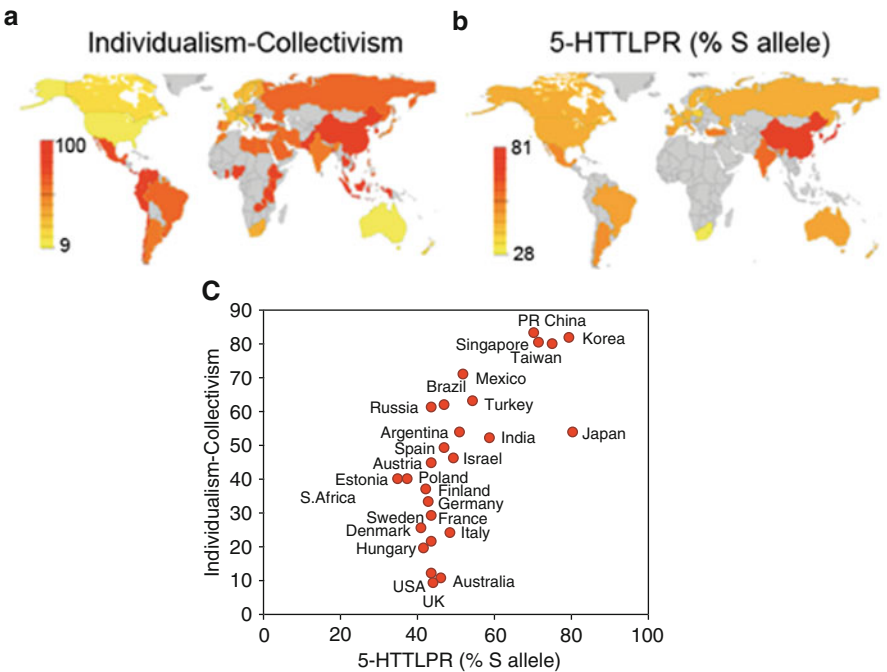 a
Individualism-Collectivism
100
9
b
5-HTTLPR (% S allele)
81
28
C
90
80
70
60
50
40
30
20
10
0
Individualism-Collectivism
PR China
Korea
Singapore
Taiwan
Mexico
Brazil
Turkey
Russia
Argentina
India
Japan
Spain
Israel
Austria
Estonia
Poland
S.Africa
Finland
Germany
Sweden
France
Denmark
Italy
Hungary
USA
Australia
UK
0 20 40 60 80 100
5-HTTLPR (% S allele)